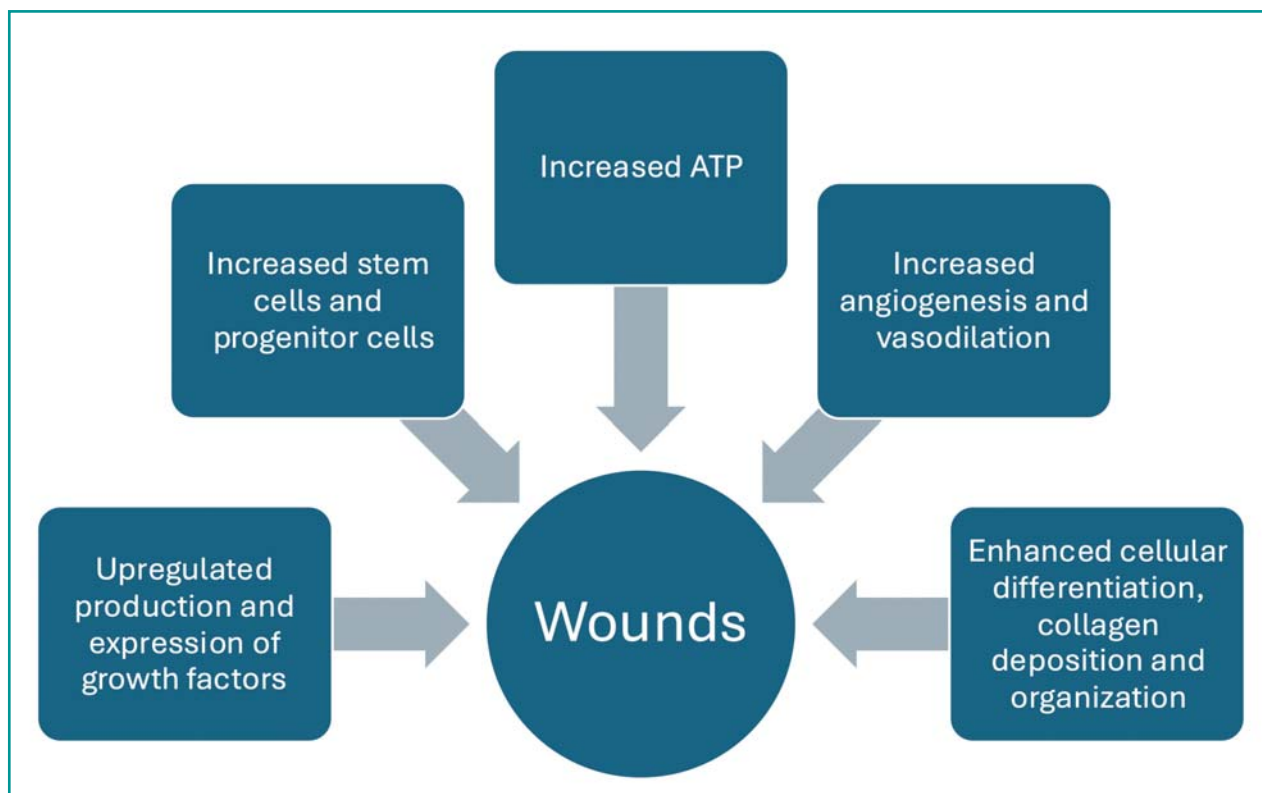 Increased ATP
Increased stem
cells and
progenitor cells
Increased
angiogenesis and
vasodilation
Upregulated
production and
expression of
growth factors
Wounds
Enhanced cellular
differentiation,
collagen
deposition and
organization